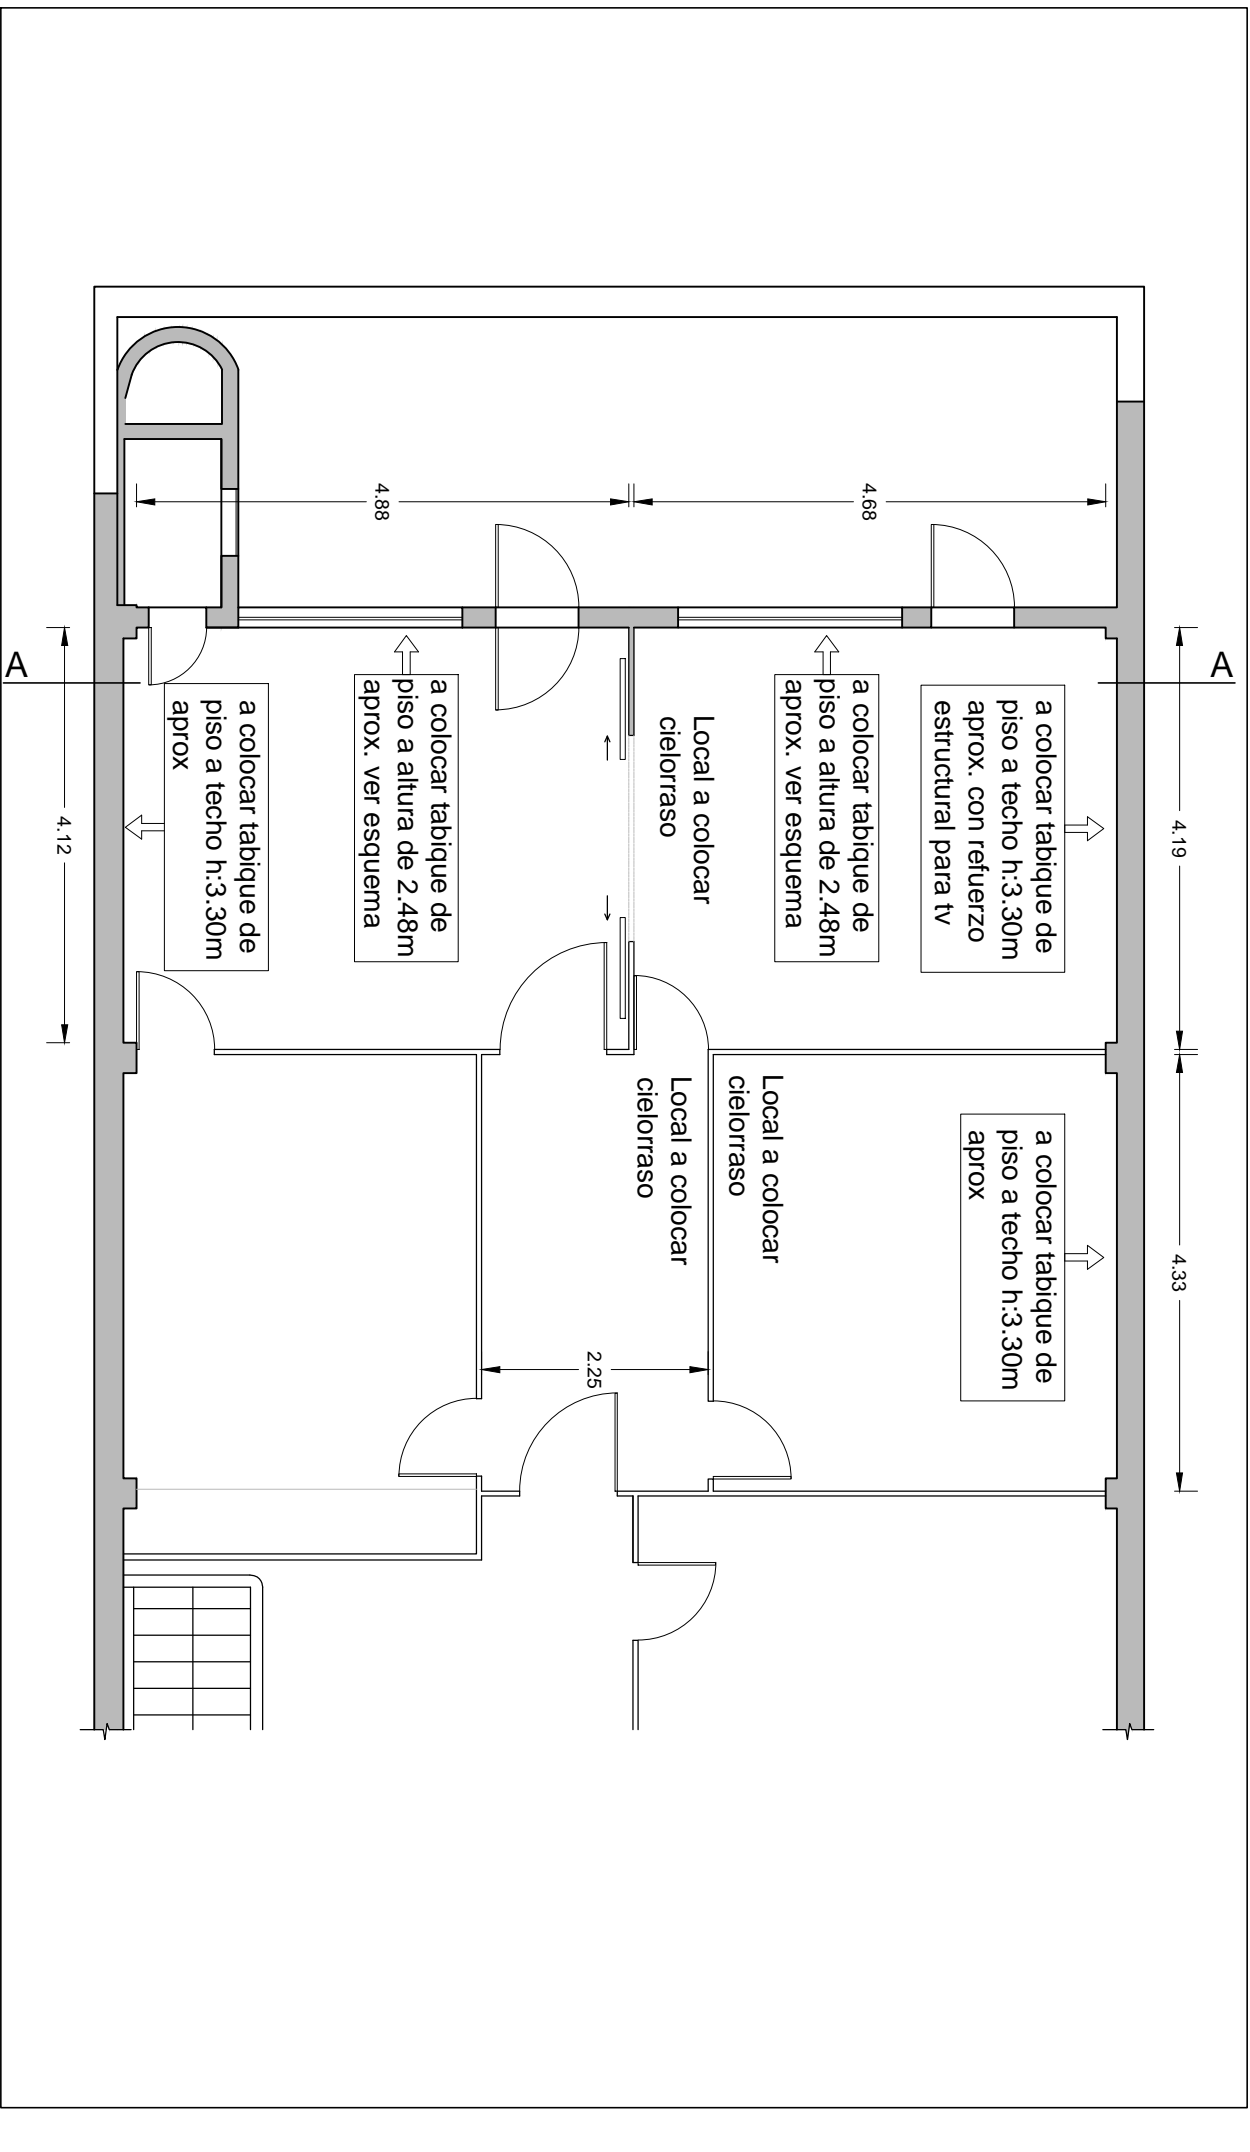 4.19
4.33
A
a colocar tabique de
piso a techo h:3.30m
aprox. con refuerzo
estructural para tv
a colocar tabique de
piso a techo h:3.30m
aprox
4.68
a colocar tabique de
piso a altura de 2.48m
aprox. ver esquema
Local a colocar
cielorraso
Local a colocar
cielorraso
Local a colocar
cielorraso
2.25
4.88
a colocar tabique de
piso a altura de 2.48m
aprox. ver esquema
a colocar tabique de
piso a techo h:3.30m
aprox
4.12
A